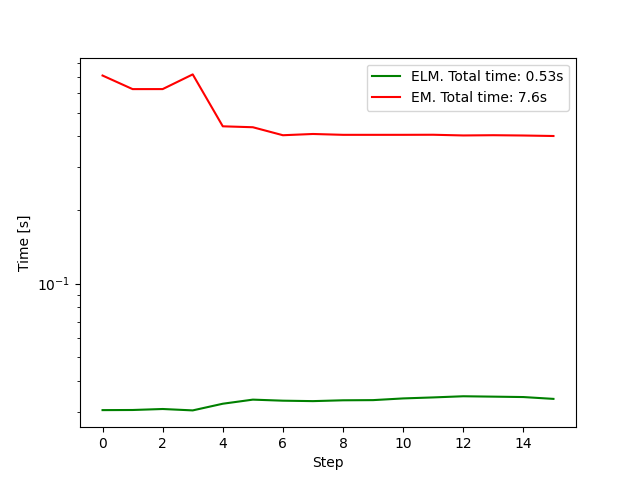 ELM. Total time: 0.53s
EM. Total time: 7.6s
Time [s]
10⁻¹
0 2 4 6 8 10 12 14
Step